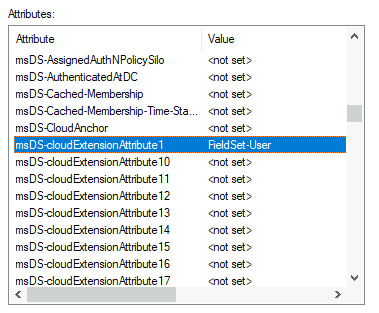 Attributes:
Attribute Value
msDS-AssignedAuthNPolicySilo <not set>
msDS-AuthenticatedAtDC <not set>
msDS-Cached-Membership <not set>
msDS-Cached-Membership-Time-Sta... <not set>
msDS-CloudAnchor <not set>
msDS-cloudExtensionAttribute1 FieldSet-User
msDS-cloudExtensionAttribute10 <not set>
msDS-cloudExtensionAttribute11 <not set>
msDS-cloudExtensionAttribute12 <not set>
msDS-cloudExtensionAttribute13 <not set>
msDS-cloudExtensionAttribute14 <not set>
msDS-cloudExtensionAttribute15 <not set>
msDS-cloudExtensionAttribute16 <not set>
msDS-cloudExtensionAttribute17 <not set>